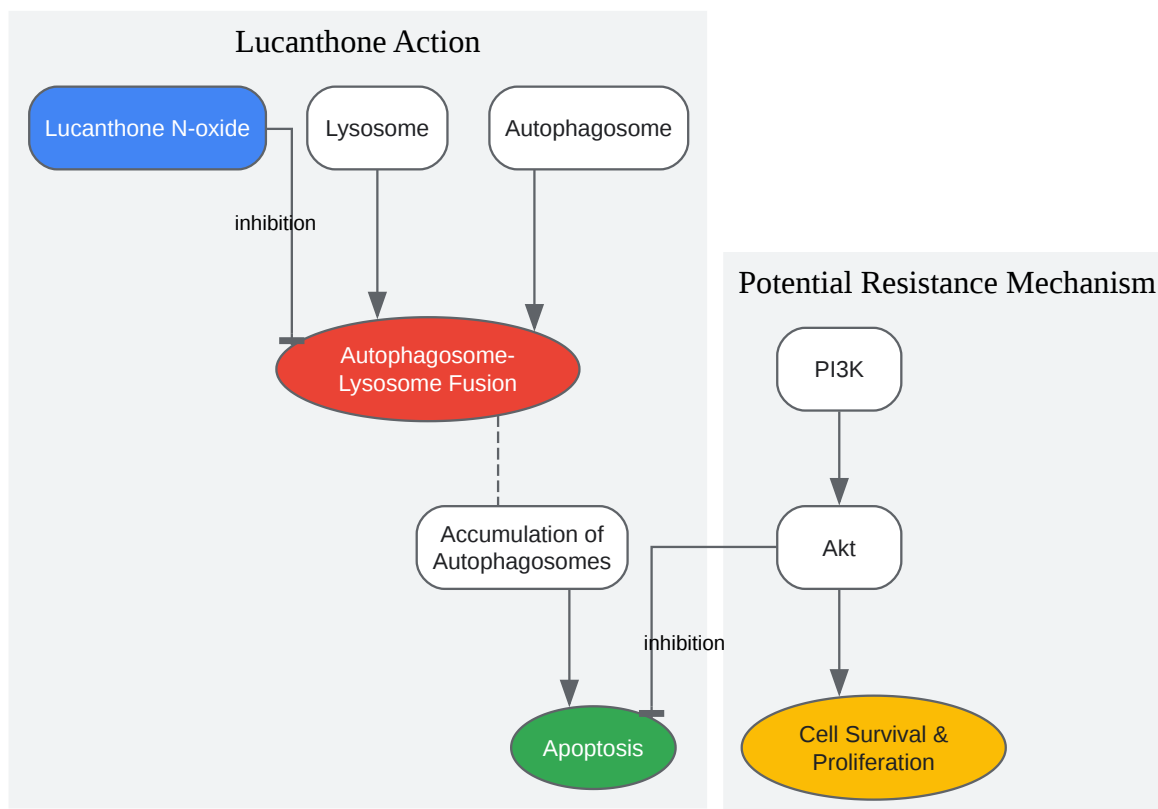 Lucanthone Action
Lucanthone N-oxide
Lysosome
Autophagosome
inhibition
Potential Resistance Mechanism
Autophagosome-
Lysosome Fusion
PI3K
Accumulation of
Autophagosomes
Akt
inhibition
Apoptosis
Cell Survival &
Proliferation